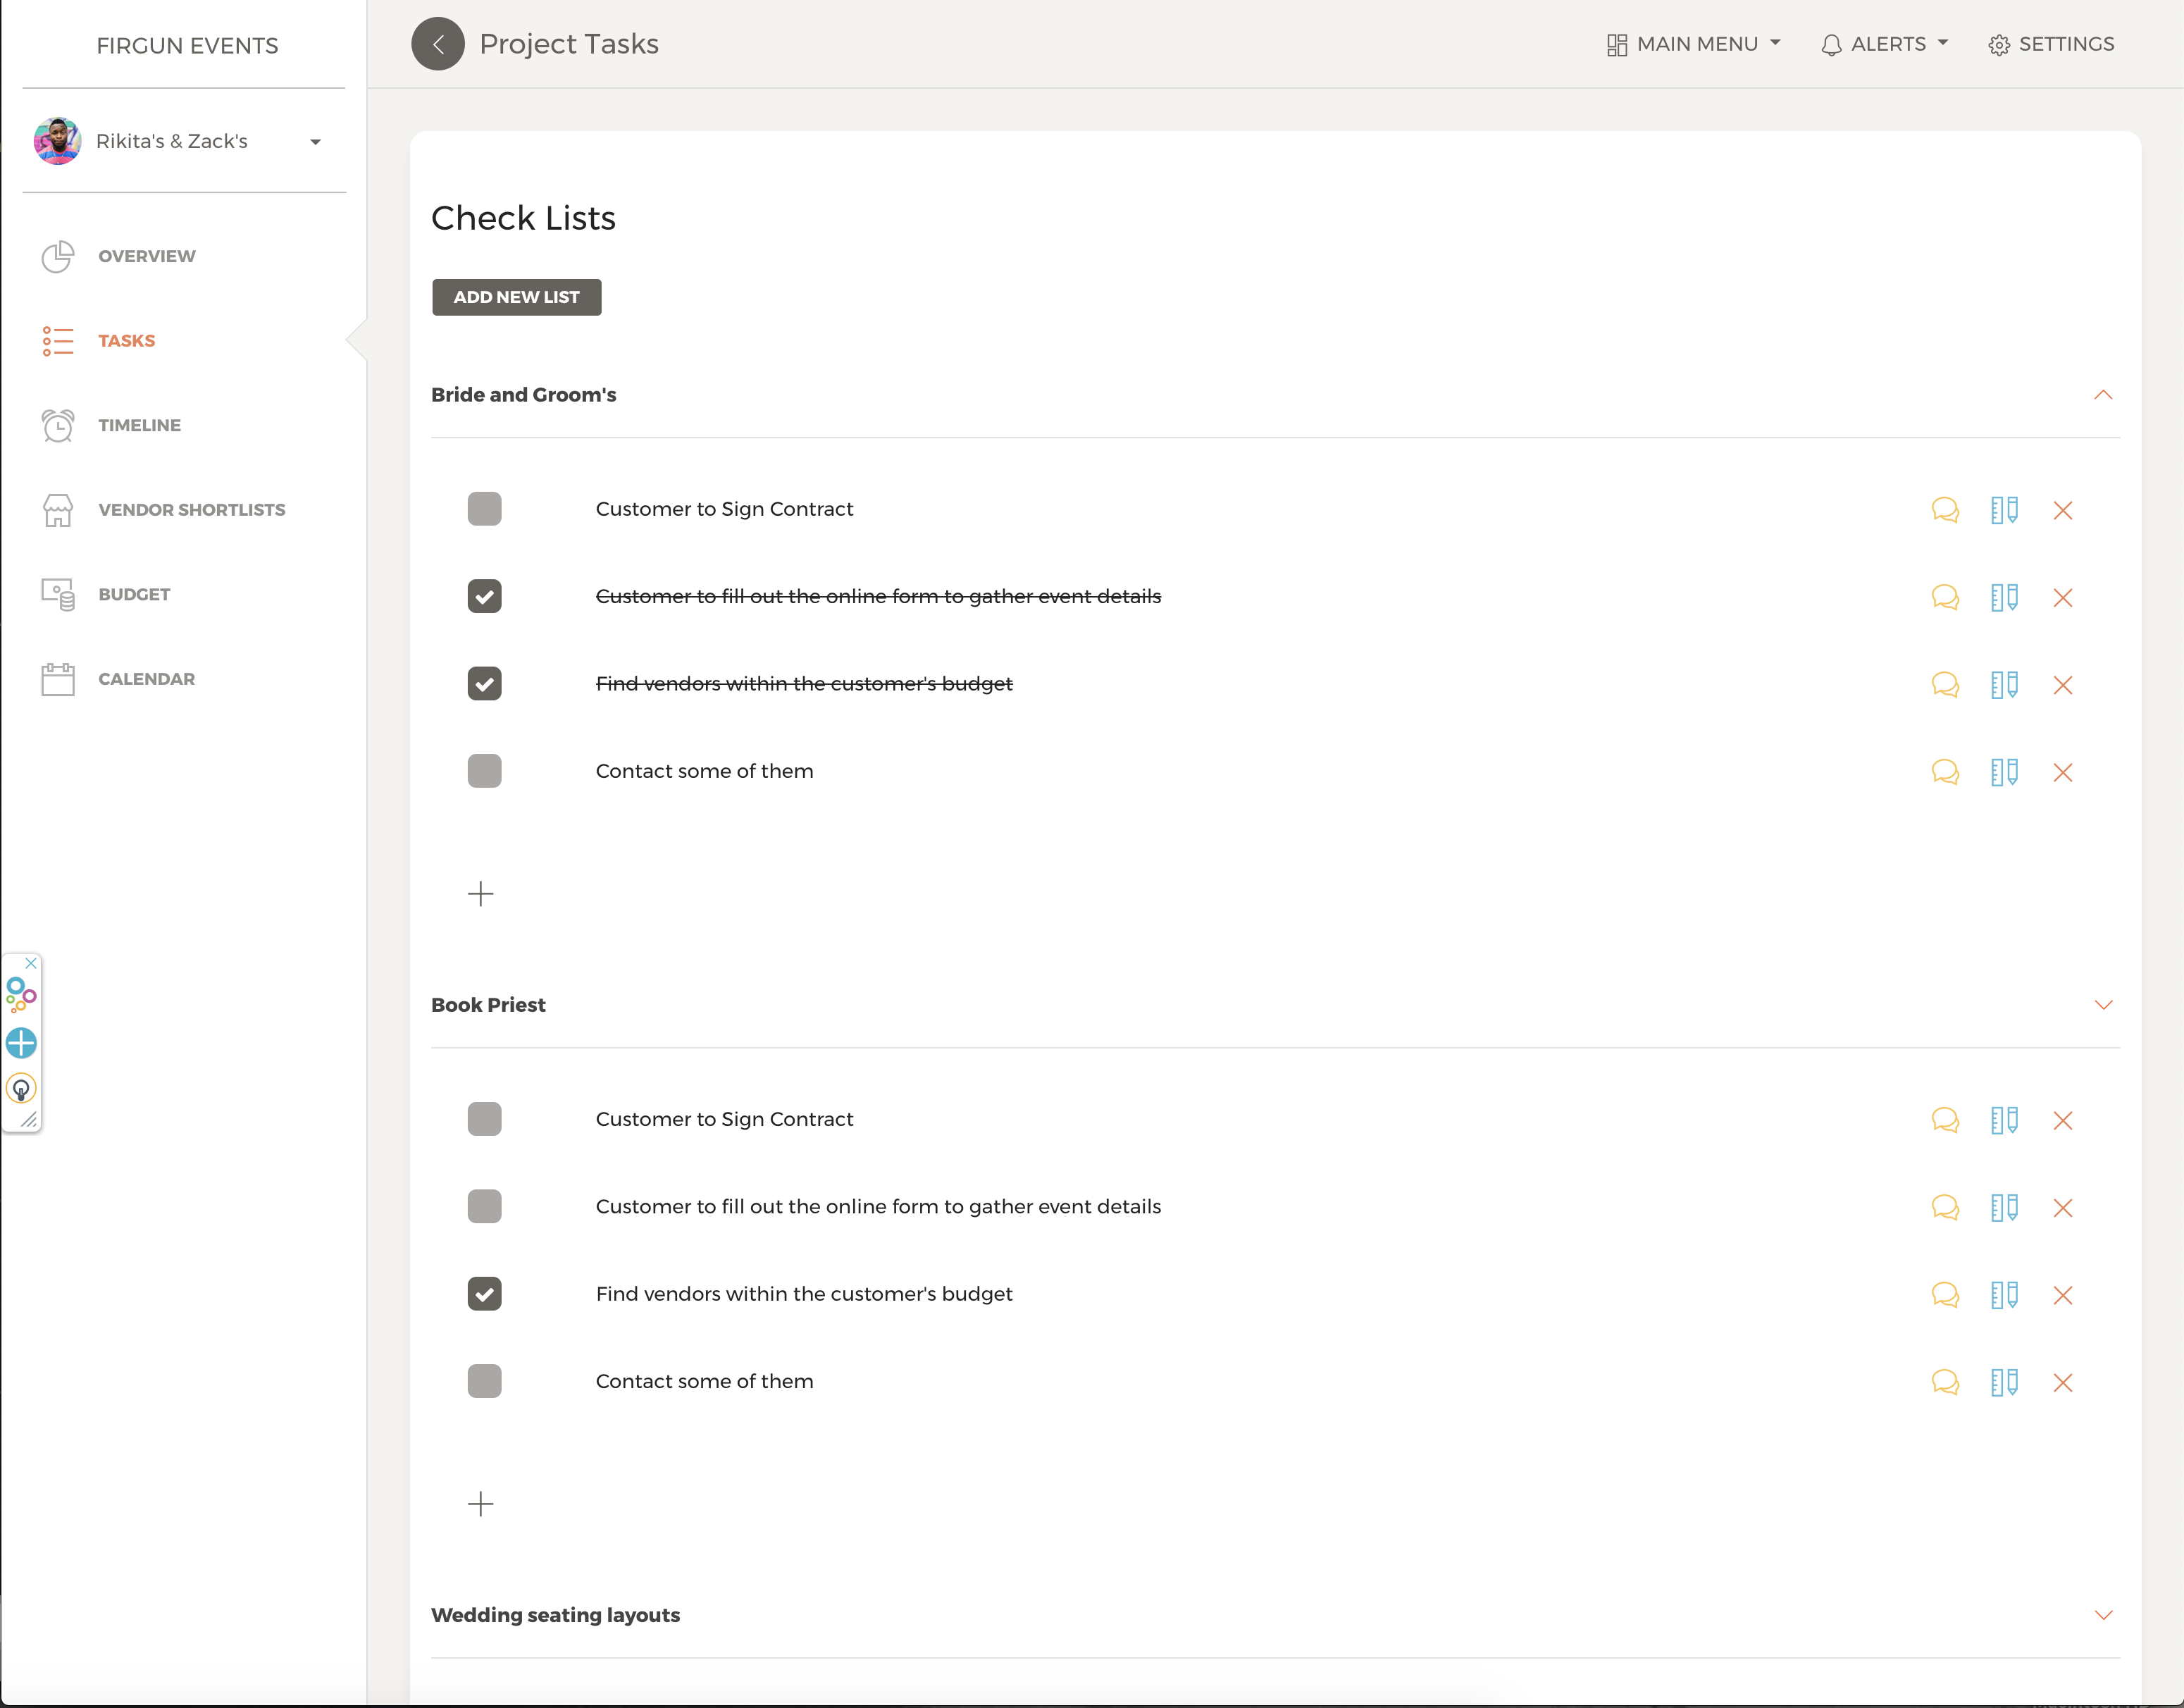 FIRGUN EVENTS
Project Tasks
MAIN MENU
ALERTS
SETTINGS
Rikita's & Zack's
OVERVIEW
TASKS
TIMELINE
VENDOR SHORTLISTS
BUDGET
CALENDAR
Check Lists
ADD NEW LIST
Bride and Groom's
Customer to Sign Contract
Customer to fill out the online form to gather event details
Find vendors within the customer's budget
Contact some of them
Book Priest
Customer to Sign Contract
Customer to fill out the online form to gather event details
Find vendors within the customer's budget
Contact some of them
Wedding seating layouts